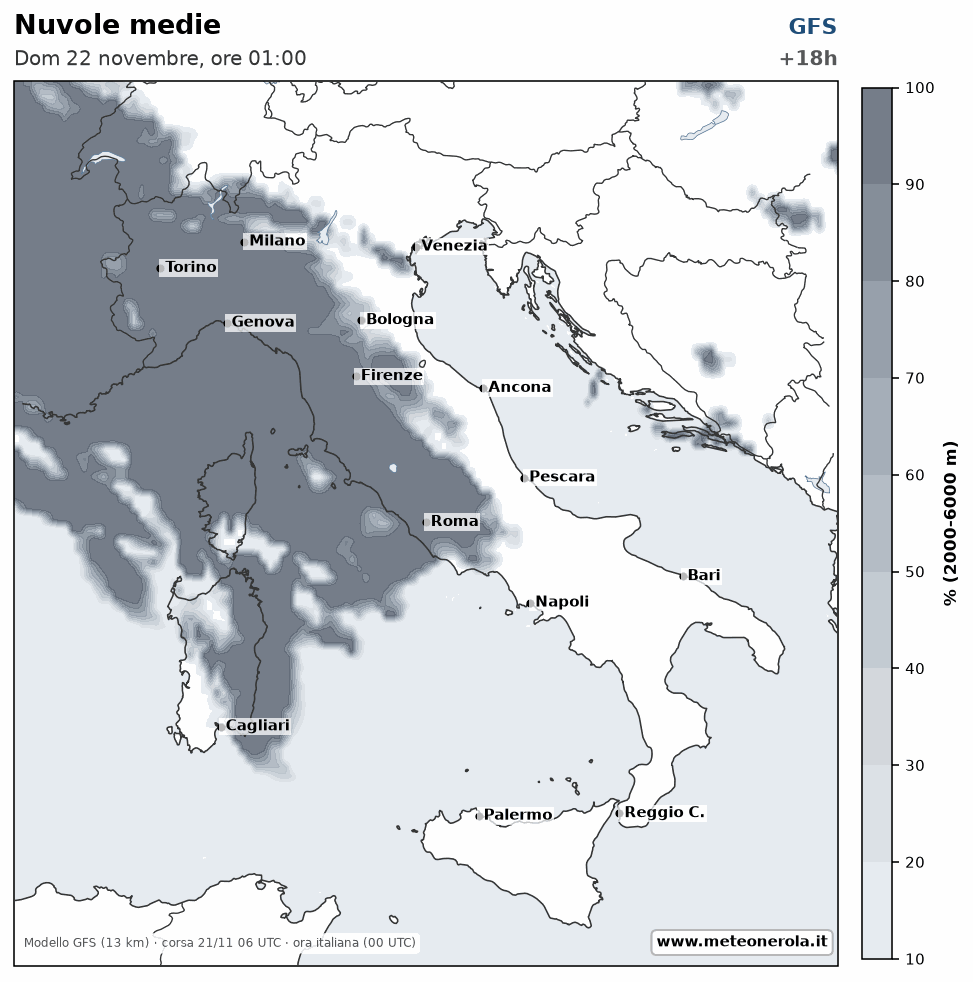 Nuvole medie
GFS
Dom 22 novembre, ore 01:00
+18h
100
90
80
70
60
50
40
30
20
10
% (2000-6000 m)
Milano
Venezia
Torino
Genova
Bologna
Firenze
Ancona
Pescara
Roma
Bari
Napoli
Cagliari
Palermo
Reggio C.
Modello GFS (13 km) · corsa 21/11 06 UTC · ora italiana (00 UTC)
www.meteonerola.it